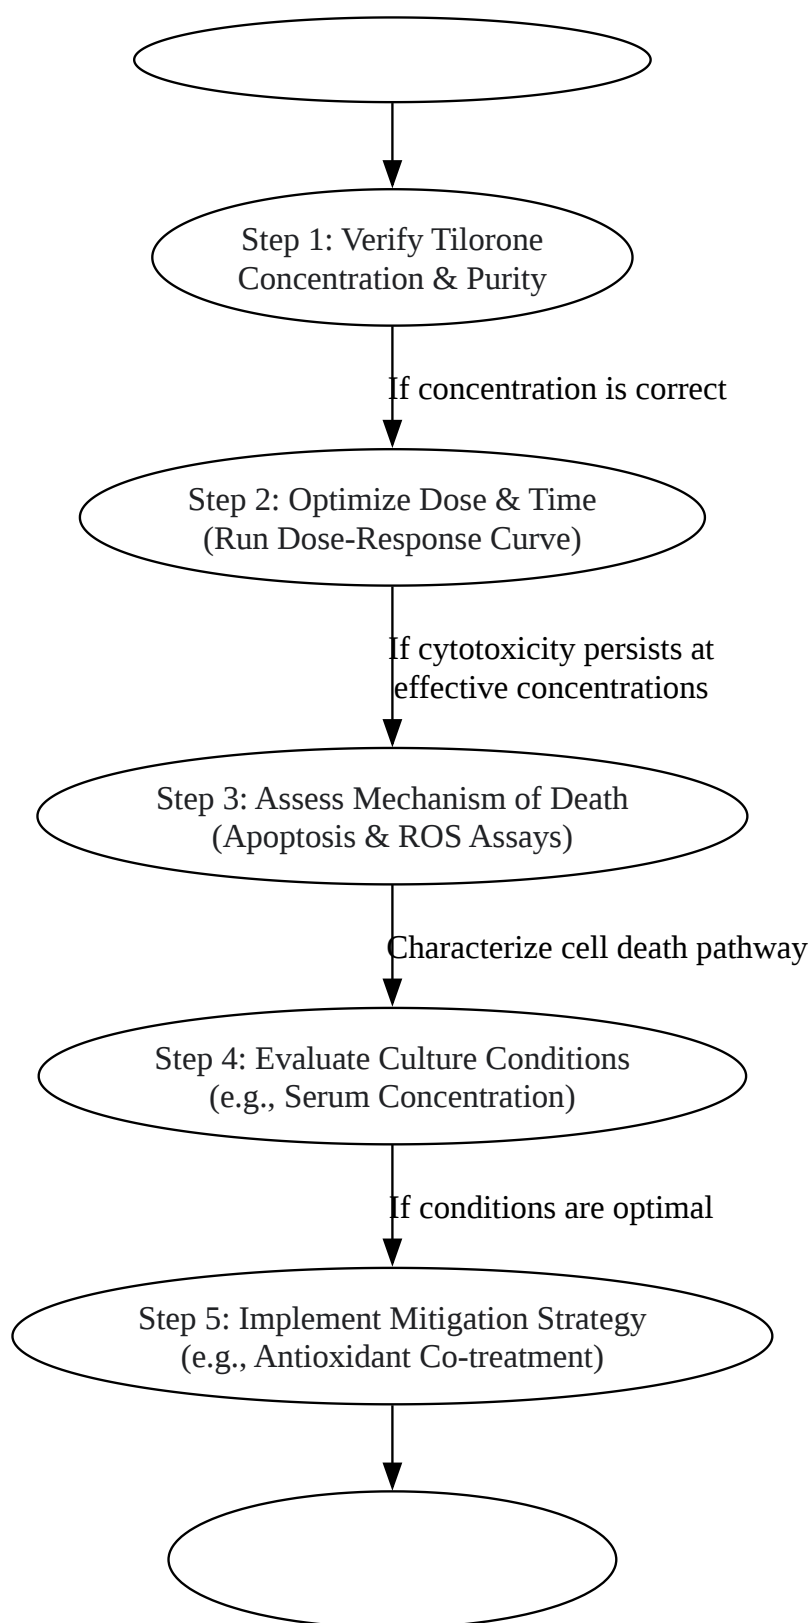 Step 1: Verify Tilorone
Concentration & Purity
If concentration is correct
Step 2: Optimize Dose & Time
(Run Dose-Response Curve)
If cytotoxicity persists at
effective concentrations
Step 3: Assess Mechanism of Death
(Apoptosis & ROS Assays)
Characterize cell death pathway
Step 4: Evaluate Culture Conditions
(e.g., Serum Concentration)
If conditions are optimal
Step 5: Implement Mitigation Strategy
(e.g., Antioxidant Co-treatment)